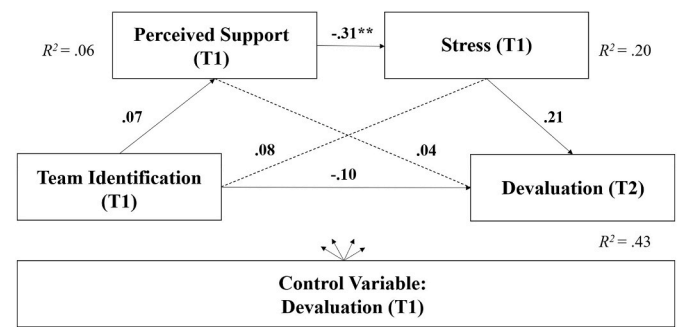 Perceived Support
(T1)
-.31**
Stress (T1)
R² = .06
R² = .20
.07
.08
.04
.21
Team Identification
(T1)
-.10
Devaluation (T2)
R² = .43
Control Variable:
Devaluation (T1)